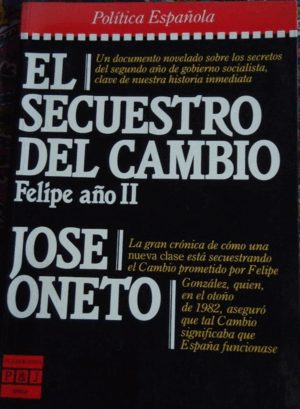 Política Española
EL
SECUESTRO
DEL CAMBIO
Felipe año II
Un documento novelado sobre los secretos
del segundo año de gobierno socialista,
clave de nuestra historia inmediata
JOSE
ONETO
La gran crónica de cómo una
nueva clase está secuestrando
el Cambio prometido por Felipe
González, quien,
en el otoño
de 1982, aseguró
que tal Cambio
significaba que
España funcionase
P&J